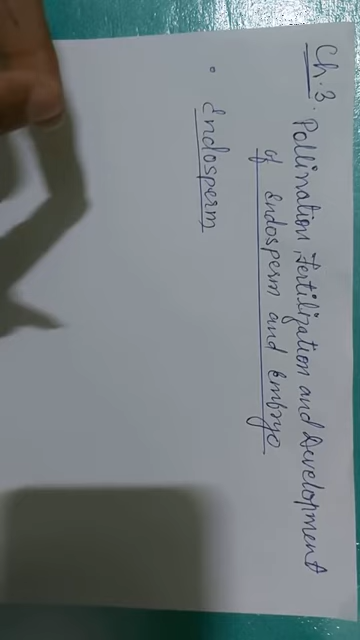 Ch. 3. Pollination, Fertilization and Development
of Endosperm and Embryo
• Endosperm